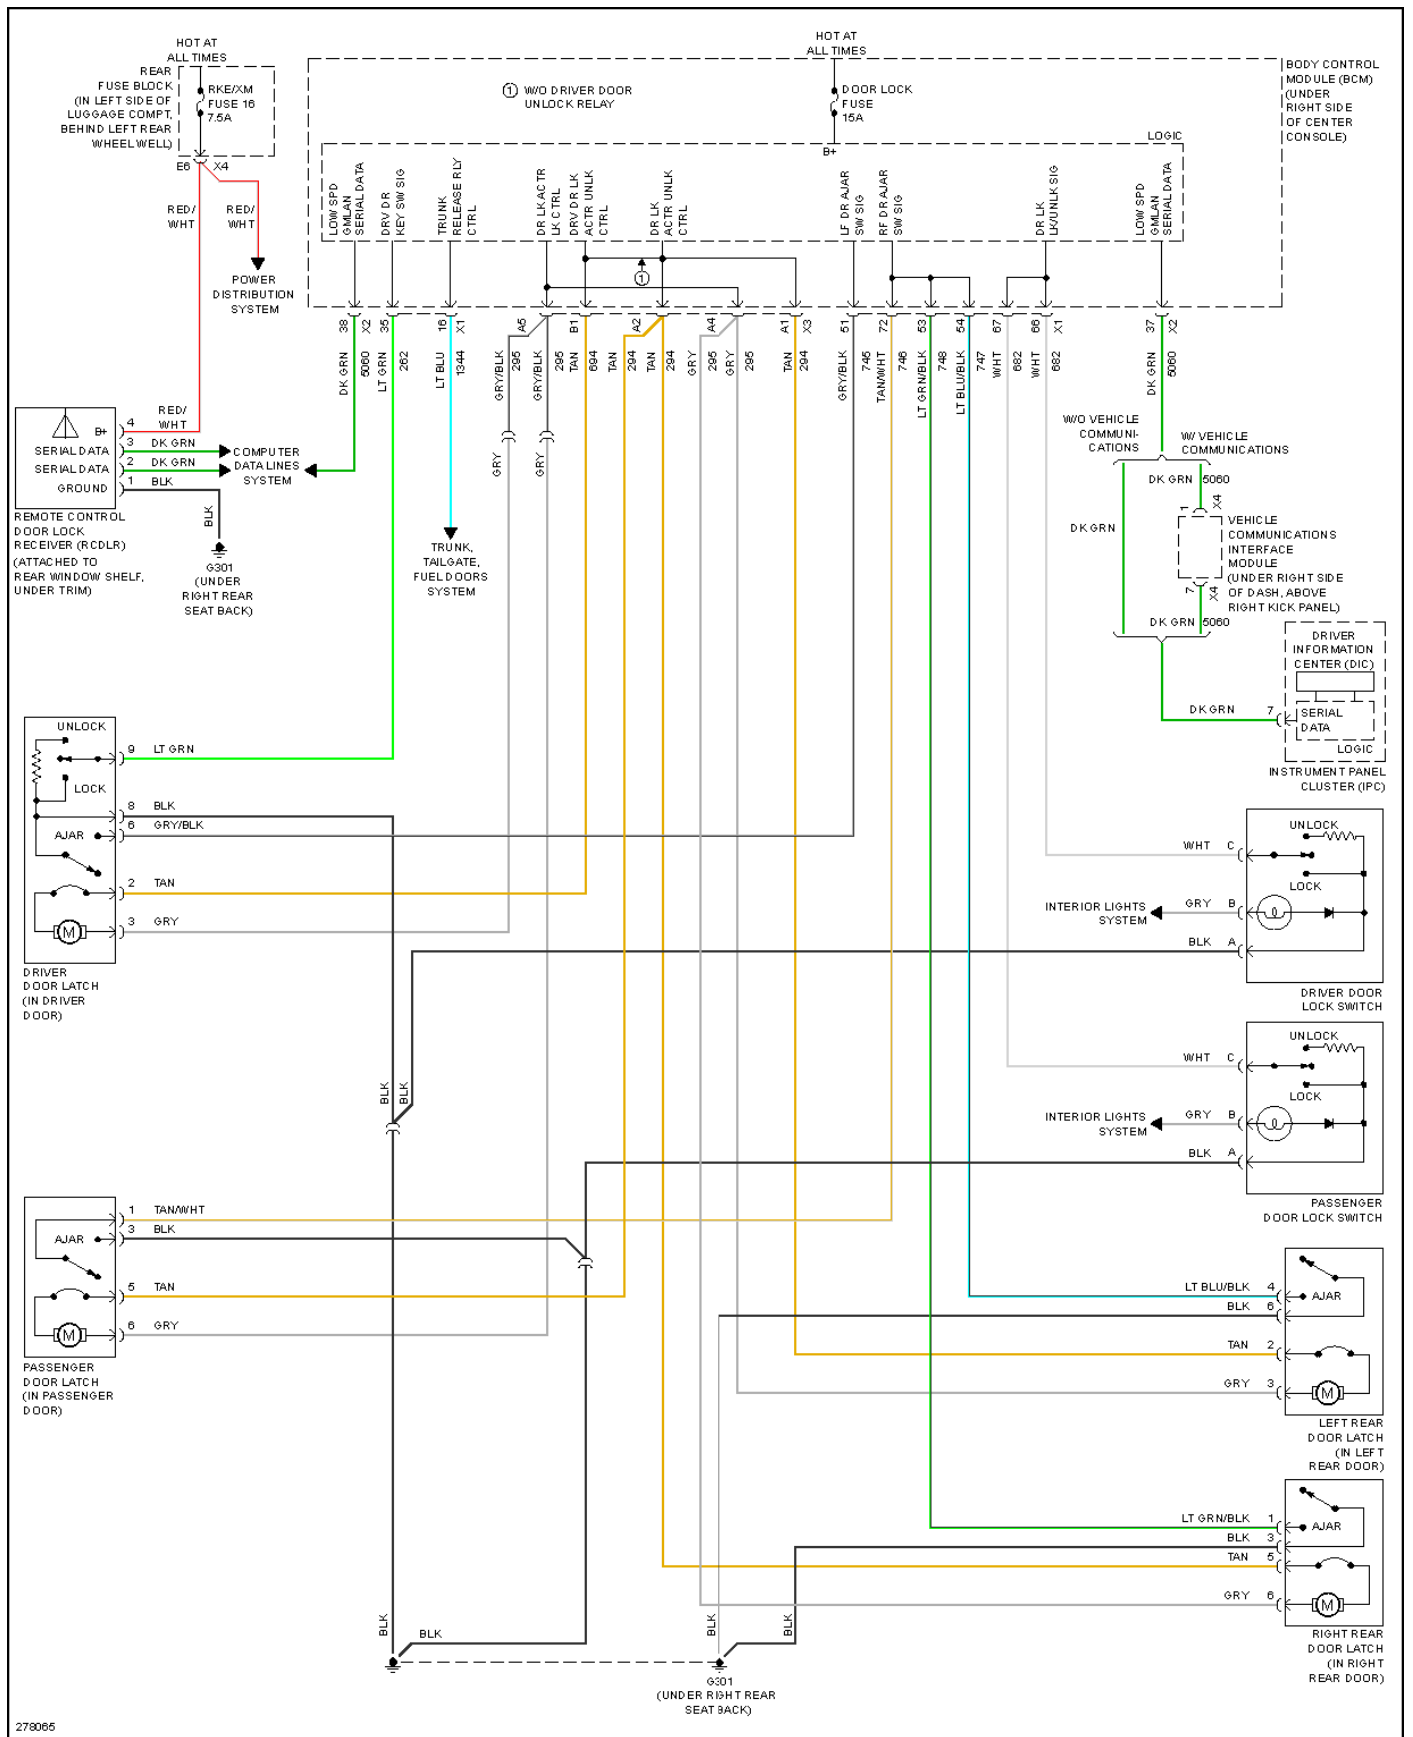 HOT AT
ALL TIMES
REAR
FUSE BLOCK
(IN LEFT SIDE OF
LUGGAGE COMPT,
BEHIND LEFT REAR
WHEEL WELL)
RKE/XM
FUSE 16
7.5A
E6
X4
RED/
WHT
RED/
WHT
POWER
DISTRIBUTION
SYSTEM
HOT AT
ALL TIMES
1 W/O DRIVER DOOR
UNLOCK RELAY
DOOR LOCK
FUSE
15A
BODY CONTROL
MODULE (BCM)
(UNDER
RIGHT SIDE
OF CENTER
CONSOLE)
LOGIC
B+
LOW SPD
GMLAN
SERIAL DATA
DRV DR
KEY SW SIG
TRUNK
RELEASE RLY
CTRL
DR LK ACTR
LK CTRL
DRV DR LK
ACTR UNLK
CTRL
DR LK
ACTR UNLK
CTRL
LF DR AJAR
SW SIG
RF DR AJAR
SW SIG
DR LK
LK/UNLK SIG
LOW SPD
GMLAN
SERIAL DATA
1
38
X2
35
16
X1
A5
B1
A2
A4
A1
X3
51
72
53
54
67
66
X1
37
X2
DK GRN
5060
LT GRN
262
LT BLU
1344
GRY/BLK
295
GRY/BLK
295
TAN
694
TAN
294
TAN
294
GRY
295
GRY
295
TAN
294
GRY/BLK
745
TAN/WHT
746
LT GRN/BLK
748
LT BLU/BLK
747
WHT
682
WHT
682
DK GRN
5060
GRY
GRY
B+
SERIAL DATA
SERIAL DATA
GROUND
4
RED/
WHT
3 DK GRN
2 DK GRN
1 BLK
COMPUTER
DATA LINES
SYSTEM
BLK
REMOTE CONTROL
DOOR LOCK
RECEIVER (RCDLR)
(ATTACHED TO
REAR WINDOW SHELF,
UNDER TRIM)
G301
(UNDER
RIGHT REAR
SEAT BACK)
TRUNK,
TAILGATE,
FUEL DOORS
SYSTEM
W/O VEHICLE
COMMUNI-
CATIONS
W/ VEHICLE
COMMUNICATIONS
DK GRN 5060
1
X4
DK GRN
VEHICLE
COMMUNICATIONS
INTERFACE
MODULE
(UNDER RIGHT SIDE
OF DASH, ABOVE
RIGHT KICK PANEL)
7
X4
DK GRN 5060
DRIVER
INFORMATION
CENTER (DIC)
DK GRN 7
SERIAL
DATA
LOGIC
INSTRUMENT PANEL
CLUSTER (IPC)
UNLOCK
LOCK
AJAR
M
9 LT GRN
8 BLK
6 GRY/BLK
2 TAN
3 GRY
DRIVER
DOOR LATCH
(IN DRIVER
DOOR)
UNLOCK
LOCK
WHT C
GRY B
BLK A
INTERIOR LIGHTS
SYSTEM
DRIVER DOOR
LOCK SWITCH
UNLOCK
LOCK
WHT C
GRY B
BLK A
INTERIOR LIGHTS
SYSTEM
PASSENGER
DOOR LOCK SWITCH
BLK
BLK
AJAR
M
1 TAN/WHT
3 BLK
5 TAN
6 GRY
PASSENGER
DOOR LATCH
(IN PASSENGER
DOOR)
LT BLU/BLK 4
BLK 6
TAN 2
GRY 3
AJAR
M
LEFT REAR
DOOR LATCH
(IN LEFT
REAR DOOR)
LT GRN/BLK 1
BLK 3
TAN 5
GRY 6
AJAR
M
RIGHT REAR
DOOR LATCH
(IN RIGHT
REAR DOOR)
BLK
BLK
BLK
BLK
G301
(UNDER RIGHT REAR
SEAT BACK)
278065